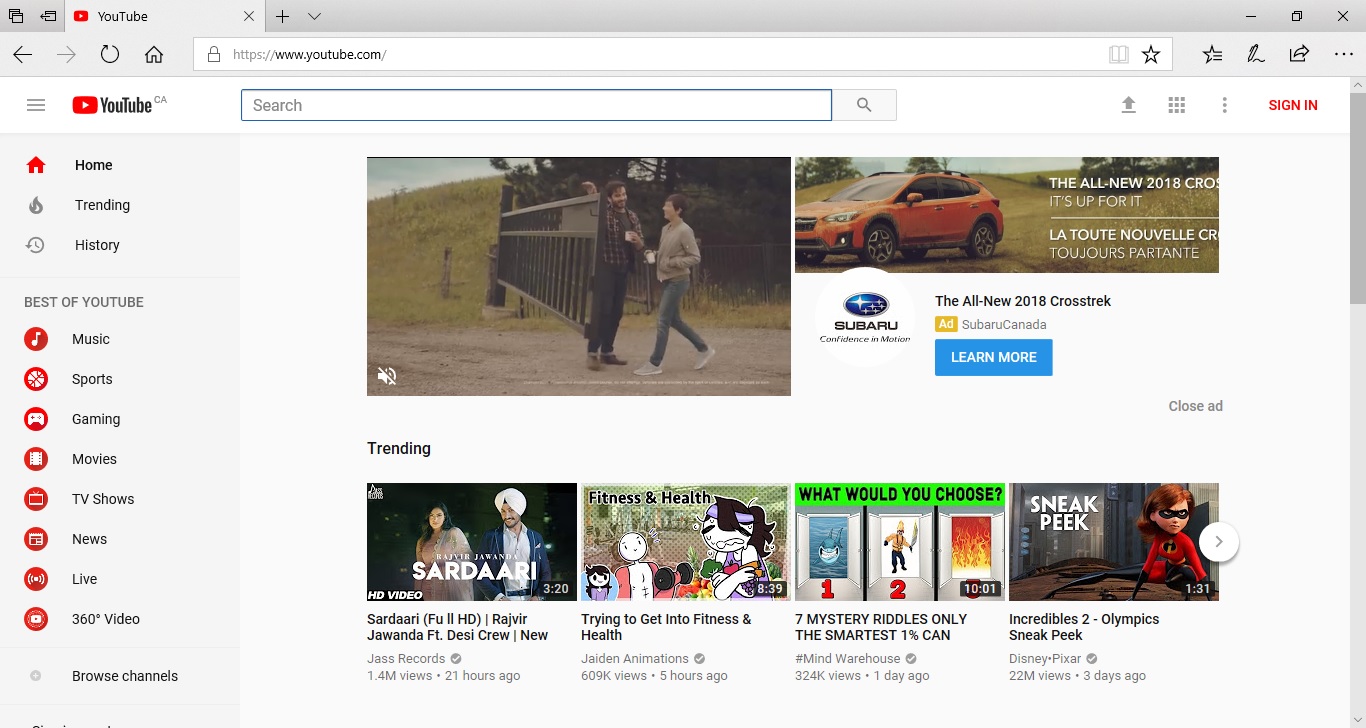 YouTube
https://www.youtube.com/
YouTube CA
Search
SIGN IN
Home
Trending
History
BEST OF YOUTUBE
Music
Sports
Gaming
Movies
TV Shows
News
Live
360° Video
Browse channels
THE ALL-NEW 2018 CROS
IT'S UP FOR IT
LA TOUTE NOUVELLE CR
TOUJOURS PARTANTE
SUBARU
Confidence in Motion
The All-New 2018 Crosstrek
Ad SubaruCanada
LEARN MORE
Close ad
Trending
RAJVIR JAWANDA
SARDAARI
HD VIDEO
3:20
Sardaari (Fu ll HD) | Rajvir
Jawanda Ft. Desi Crew | New
Jass Records
1.4M views • 21 hours ago
Fitness & Health
8:39
Trying to Get Into Fitness &
Health
Jaiden Animations
609K views • 5 hours ago
WHAT WOULD YOU CHOOSE?
1 2
10:01
7 MYSTERY RIDDLES ONLY
THE SMARTEST 1% CAN
#Mind Warehouse
324K views • 1 day ago
SNEAK
PEEK
1:31
Incredibles 2 - Olympics
Sneak Peek
Disney•Pixar
22M views • 3 days ago